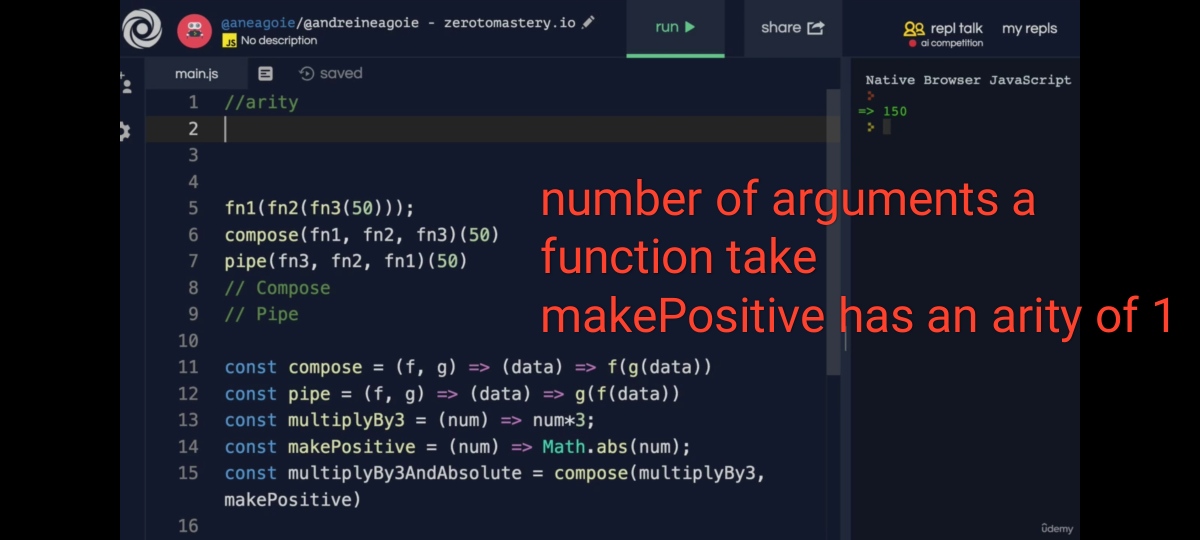 @aneagoie/@andreineagoie - zerotomastery.io
JS No description
run
share
repl talk
ai competition
my repls
main.js
saved
Native Browser JavaScript
=> 150
1 //arity
2
3
4
5 fn1(fn2(fn3(50)));
6 compose(fn1, fn2, fn3)(50)
7 pipe(fn3, fn2, fn1)(50)
8 // Compose
9 // Pipe
10
11 const compose = (f, g) => (data) => f(g(data))
12 const pipe = (f, g) => (data) => g(f(data))
13 const multiplyBy3 = (num) => num*3;
14 const makePositive = (num) => Math.abs(num);
15 const multiplyBy3AndAbsolute = compose(multiplyBy3,
makePositive)
16
number of arguments a
function take
makePositive has an arity of 1
ûdemy